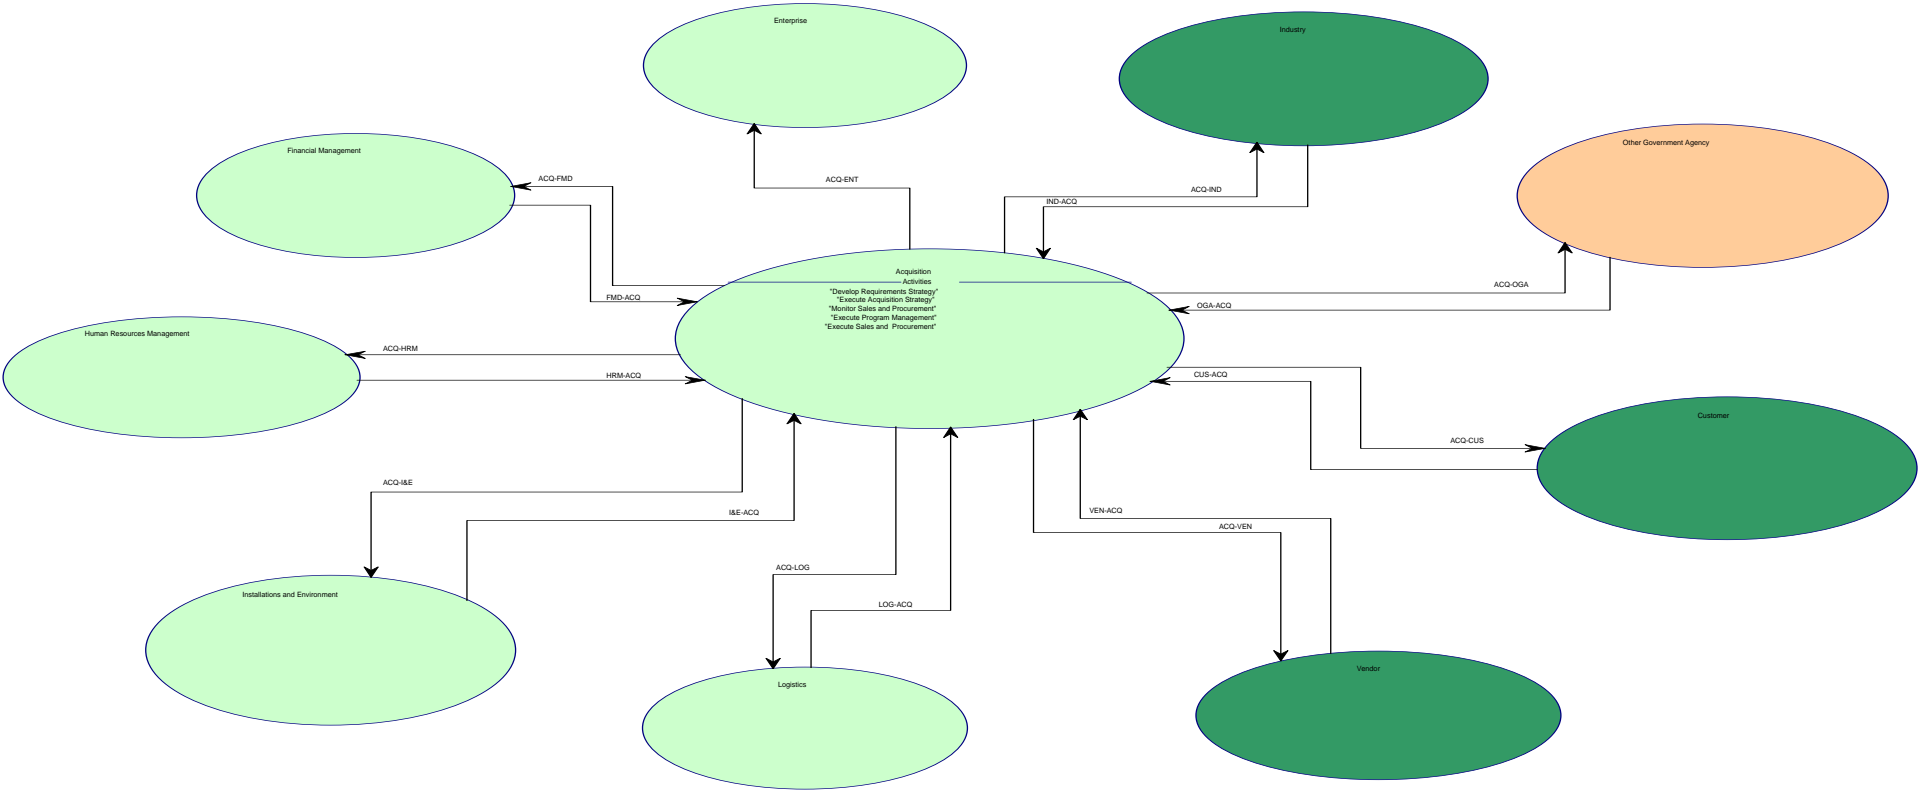 Enterprise
Industry
Other Government Agency
Financial Management
ACQ-FMD
ACQ-ENT
ACQ-IND
IND-ACQ
Acquisition
Activities
"Develop Requirements Strategy"
"Execute Acquisition Strategy"
"Monitor Sales and Procurement"
"Execute Program Management"
"Execute Sales and  Procurement"
FMD-ACQ
ACQ-OGA
OGA-ACQ
Human Resources Management
ACQ-HRM
HRM-ACQ
CUS-ACQ
Customer
ACQ-CUS
ACQ-I&E
I&E-ACQ
VEN-ACQ
ACQ-VEN
ACQ-LOG
LOG-ACQ
Installations and Environment
Logistics
Vendor